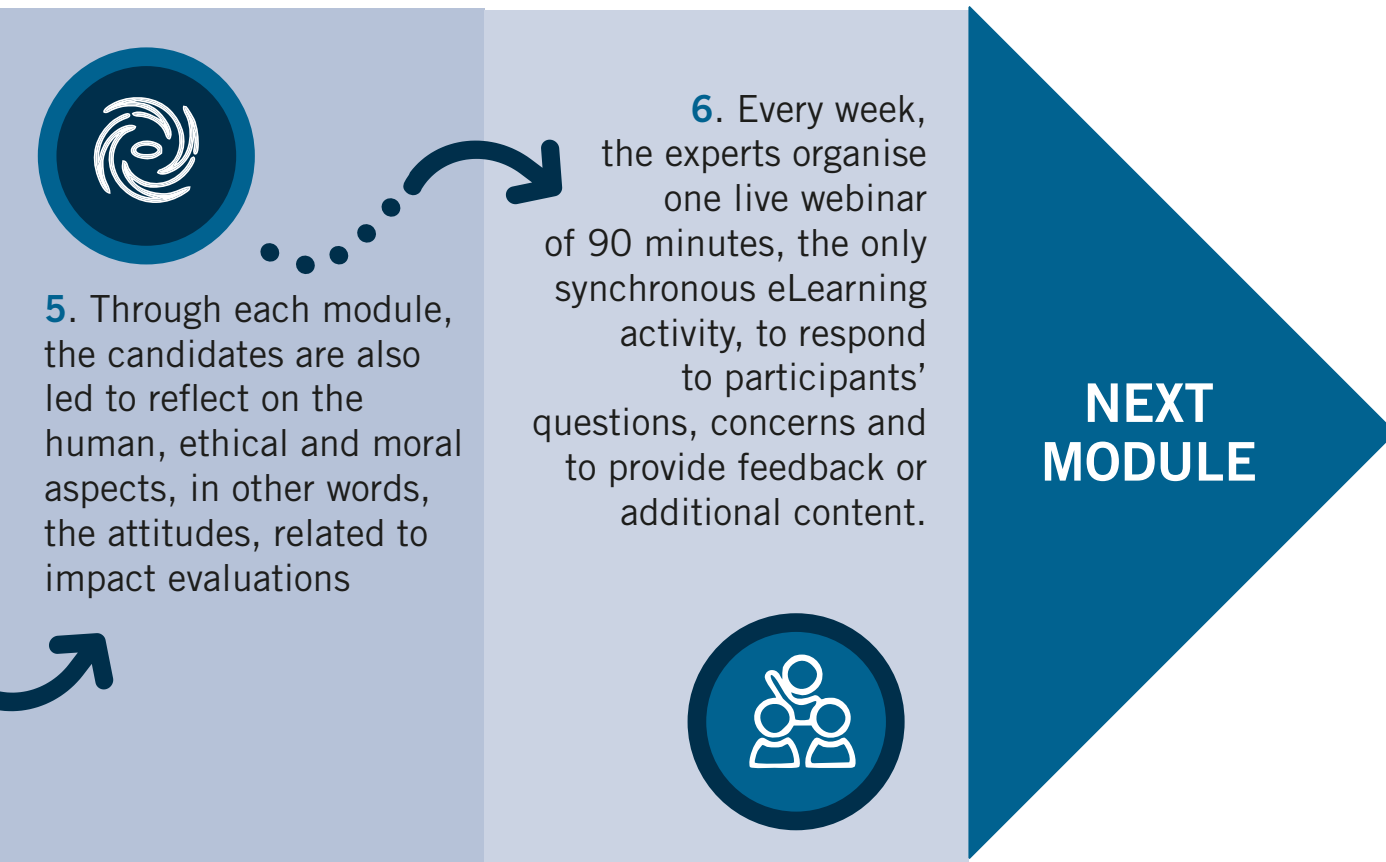 5. Through each module,
the candidates are also
led to reflect on the
human, ethical and moral
aspects, in other words,
the attitudes, related to
impact evaluations
6. Every week,
the experts organise
one live webinar
of 90 minutes, the only
synchronous eLearning
activity, to respond
to participants’
questions, concerns and
to provide feedback or
additional content.
NEXT
MODULE